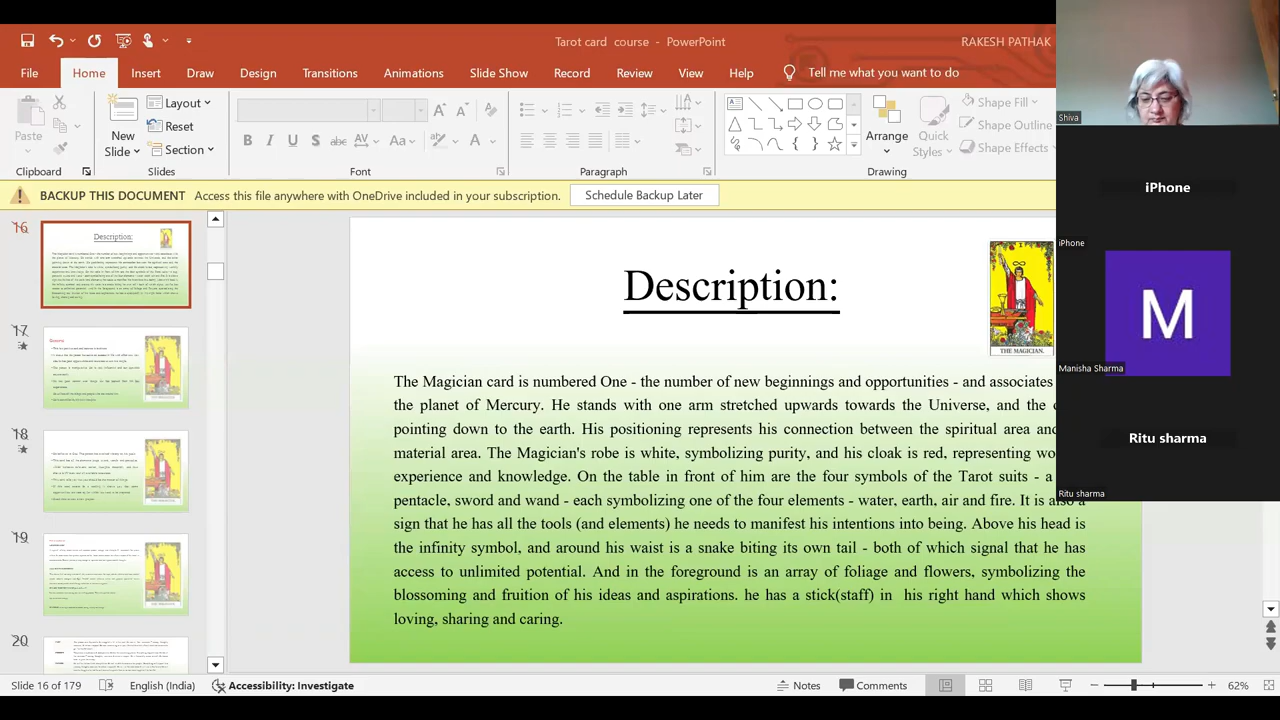 Tarot card course - PowerPoint
RAKESH PATHAK
File Home Insert Draw Design Transitions Animations Slide Show Record Review View Help Tell me what you want to do
Paste
Clipboard
New Slide
Layout
Reset
Section
Slides
Font
Paragraph
Arrange
Quick Styles
Shape Fill
Shape Outline
Shape Effects
Drawing
BACKUP THIS DOCUMENT Access this file anywhere with OneDrive included in your subscription. Schedule Backup Later
16
Description:
17
18
19
20
Description:
THE MAGICIAN.
The Magician card is numbered One - the number of new beginnings and opportunities - and associates
the planet of Mercury. He stands with one arm stretched upwards towards the Universe, and the
pointing down to the earth. His positioning represents his connection between the spiritual area and
material area. The Magician's robe is white, symbolizing purity, and his cloak is red, representing
experience and knowledge. On the table in front of him are the four symbols of the Tarot suits - a
pentacle, sword and wand - each symbolizing one of the four elements - water, earth, air and fire. It is also a
sign that he has all the tools (and elements) he needs to manifest his intentions into being. Above his head is
the infinity symbol, and around his waist is a snake biting its own tail - both of which signal that he has
access to unlimited potential. And in the foreground is an array of foliage and flowers, symbolizing the
blossoming and fruition of his ideas and aspirations. he has a stick(staff) in his right hand which shows
loving, sharing and caring.
Shiva
iPhone
iPhone
M
Manisha Sharma
Ritu sharma
Ritu sharma
Slide 16 of 179 English (India) Accessibility: Investigate Notes Comments 62%